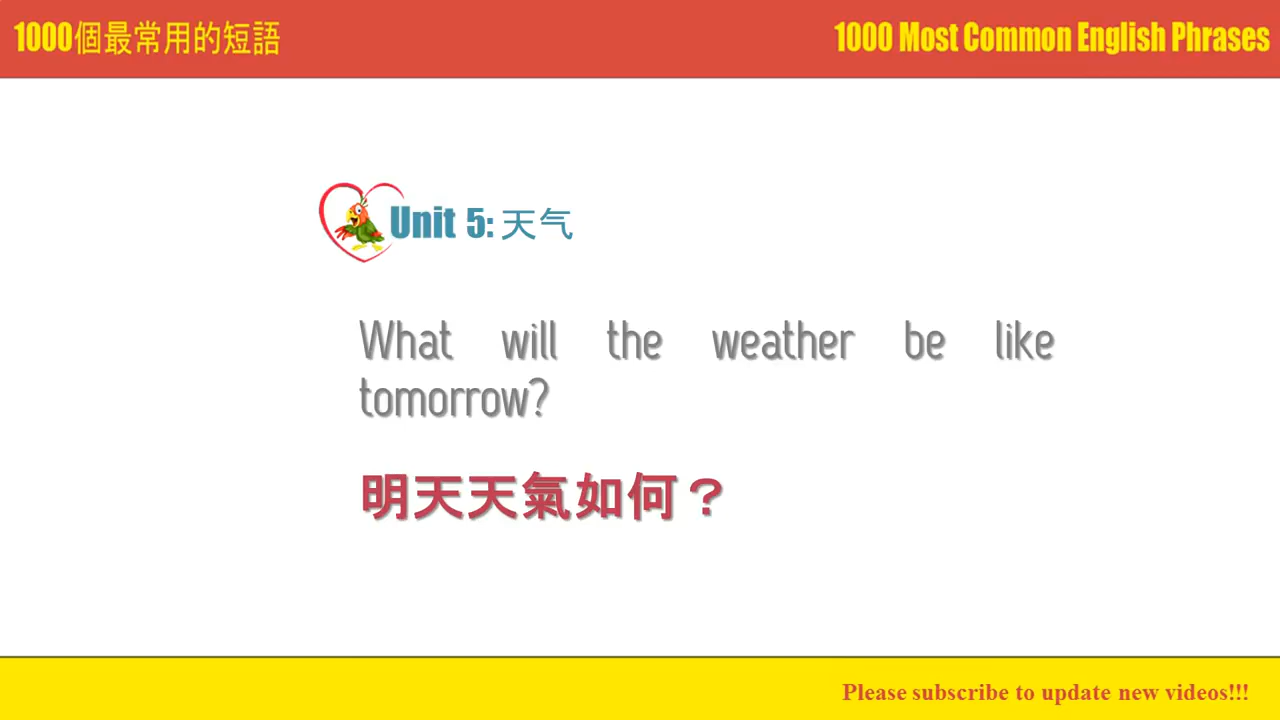 1000個最常用的短語
1000 Most Common English Phrases
Unit 5: 天气
What will the weather be like
tomorrow?
明天天氣如何？
Please subscribe to update new videos!!!